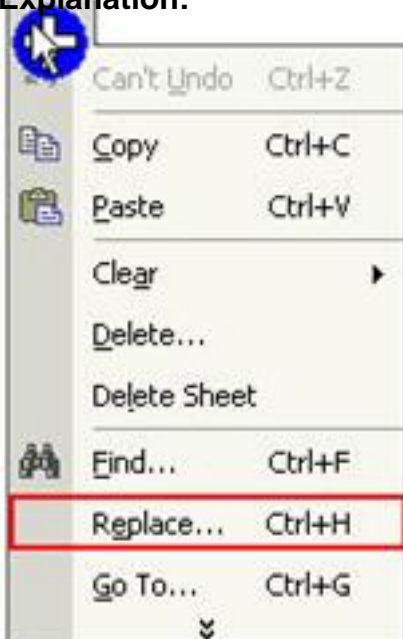 Explanation:
Can't Undo Ctrl+Z
Copy Ctrl+C
Paste Ctrl+V
Clear
Delete...
Delete Sheet
Find... Ctrl+F
Replace... Ctrl+H
Go To... Ctrl+G